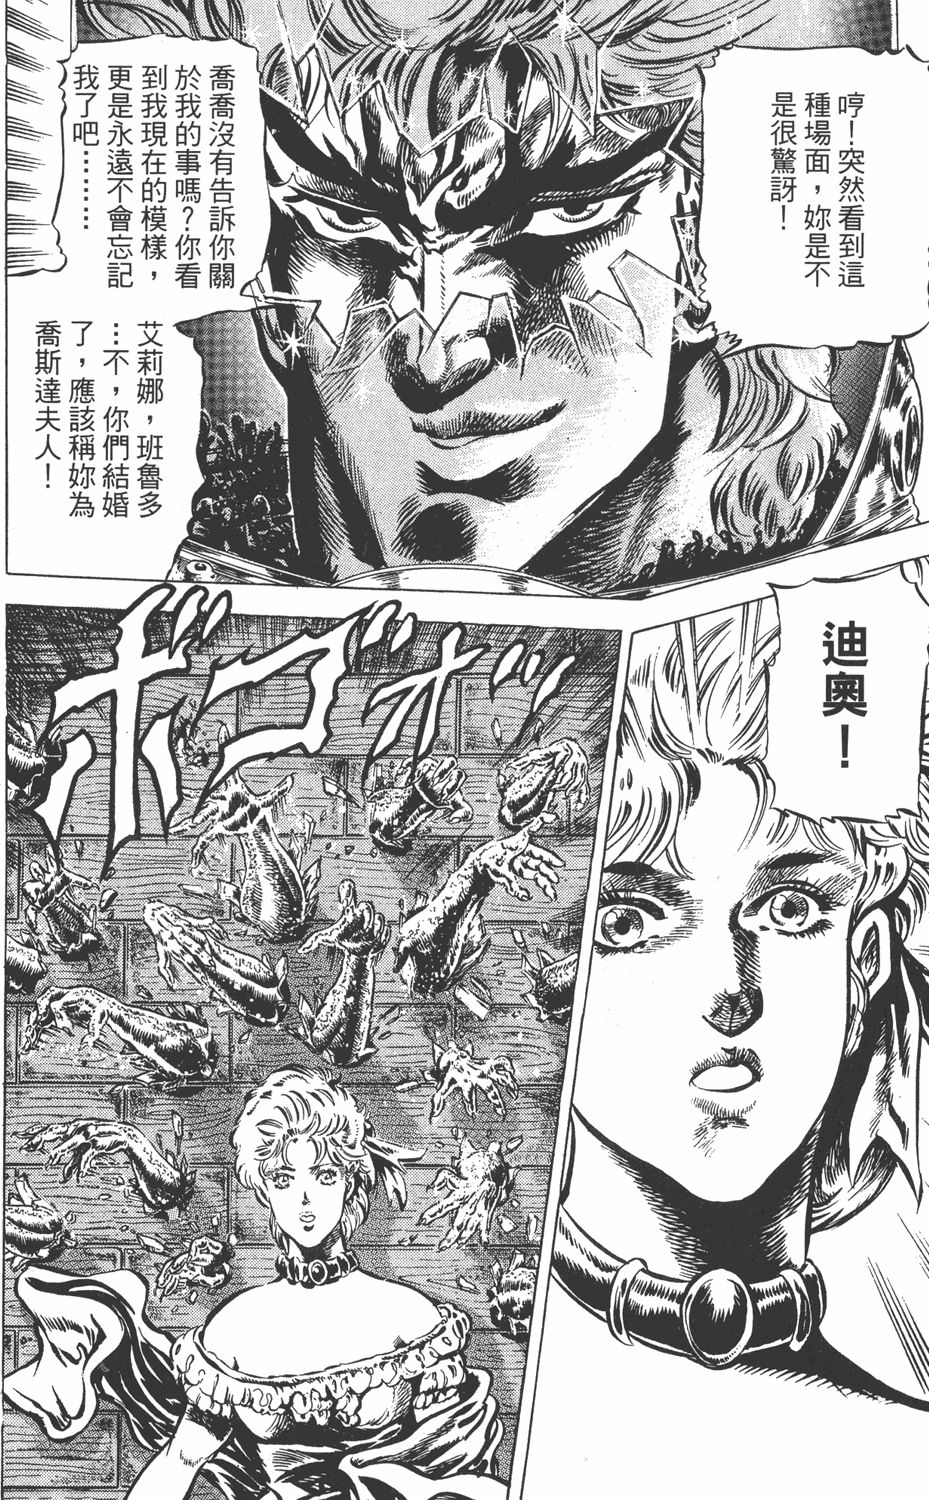 哼！突然看到這
種場面，妳是不
是很驚訝！
喬喬沒有告訴你關
於我的事嗎？你看
到我現在的模樣，
更是永遠不會忘記
我了吧………
艾莉娜，班魯多
…不，你們結婚
了，應該稱妳為
喬斯達夫人！
迪奧！
ボゴォオッ